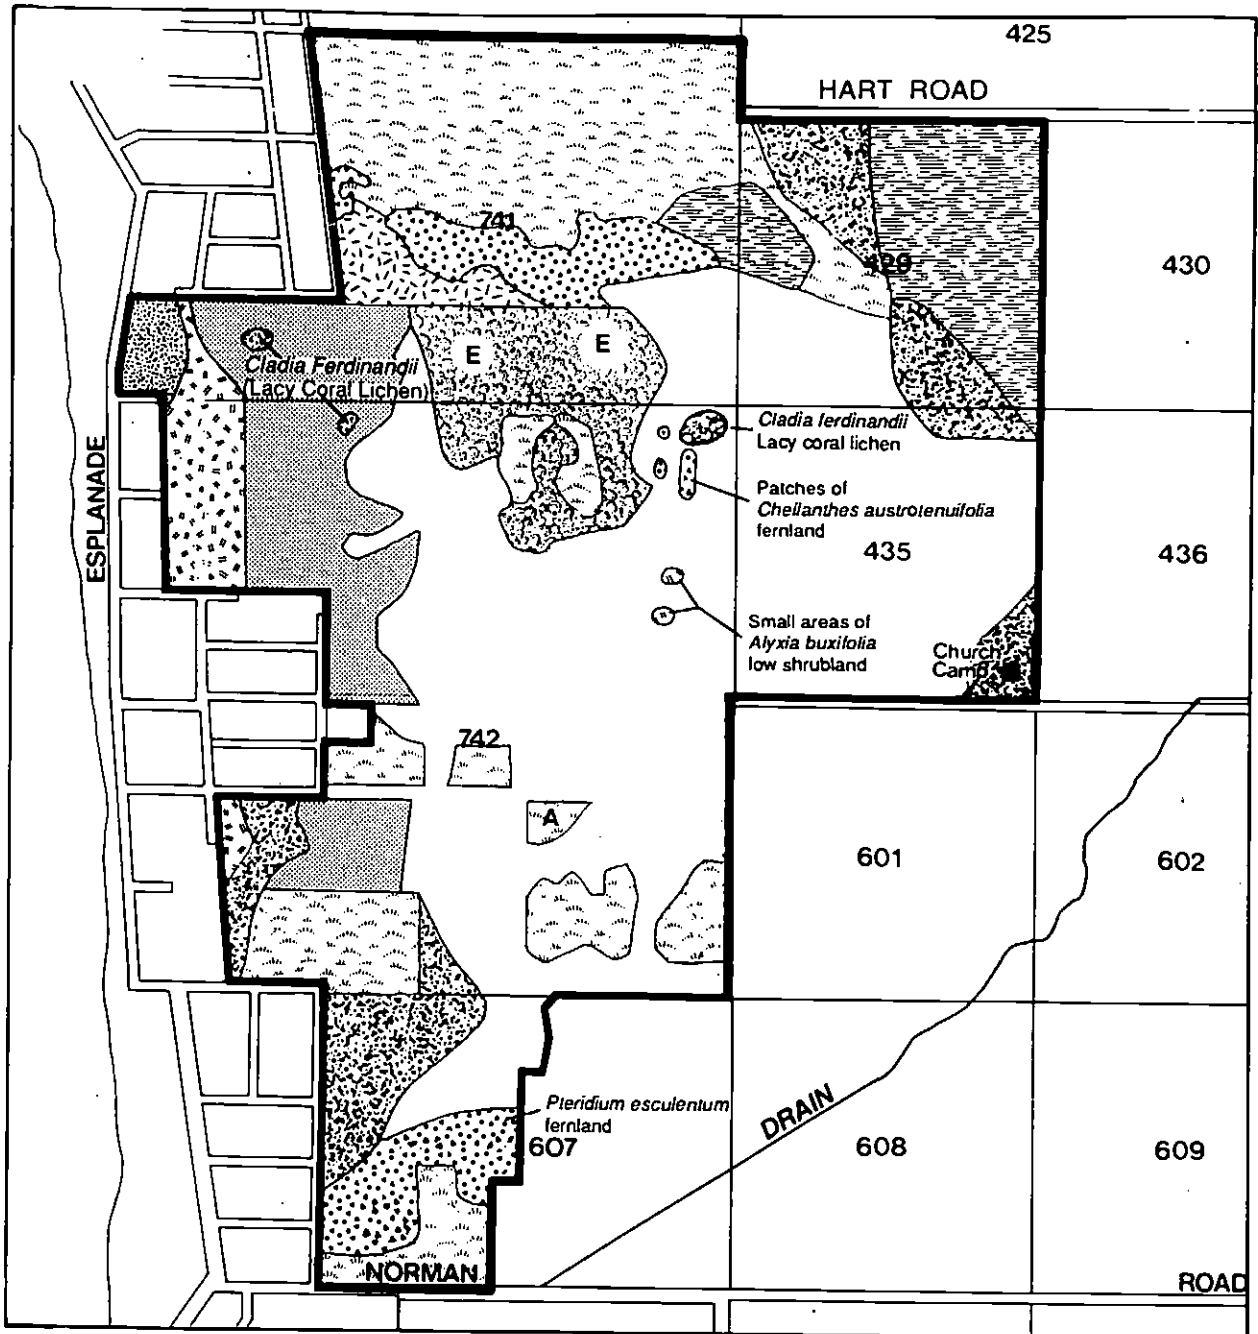 425
HART ROAD
741
429
430
E
E
Cladia Ferdinandii
(Lacy Coral Lichen)
Cladia ferdinandii
Lacy coral lichen
ESPLANADE
Patches of
Cheilanthes austrotenuifolia
fernland
435
436
Small areas of
Alyxia buxifolia
low shrubland
Church
Camp
742
A
601
602
Pteridium esculentum
fernland
607
DRAIN
608
609
NORMAN
ROAD